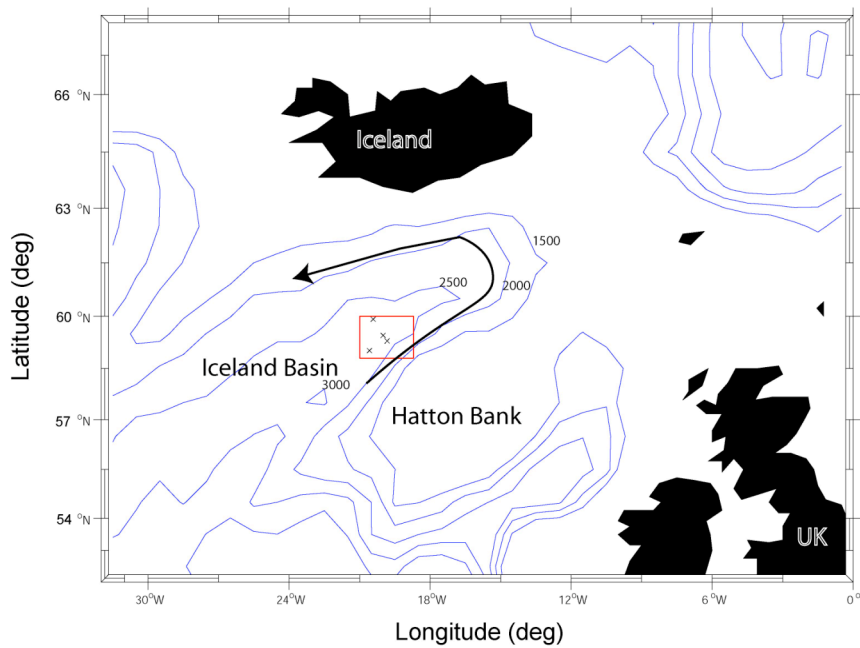 66 °N
Iceland
63 °N
1500
2500
2000
60 °N
Iceland Basin
3000
57 °N
Hatton Bank
54 °N
UK
30°W
24°W
18°W
12°W
6°W
0°
Latitude (deg)
Longitude (deg)